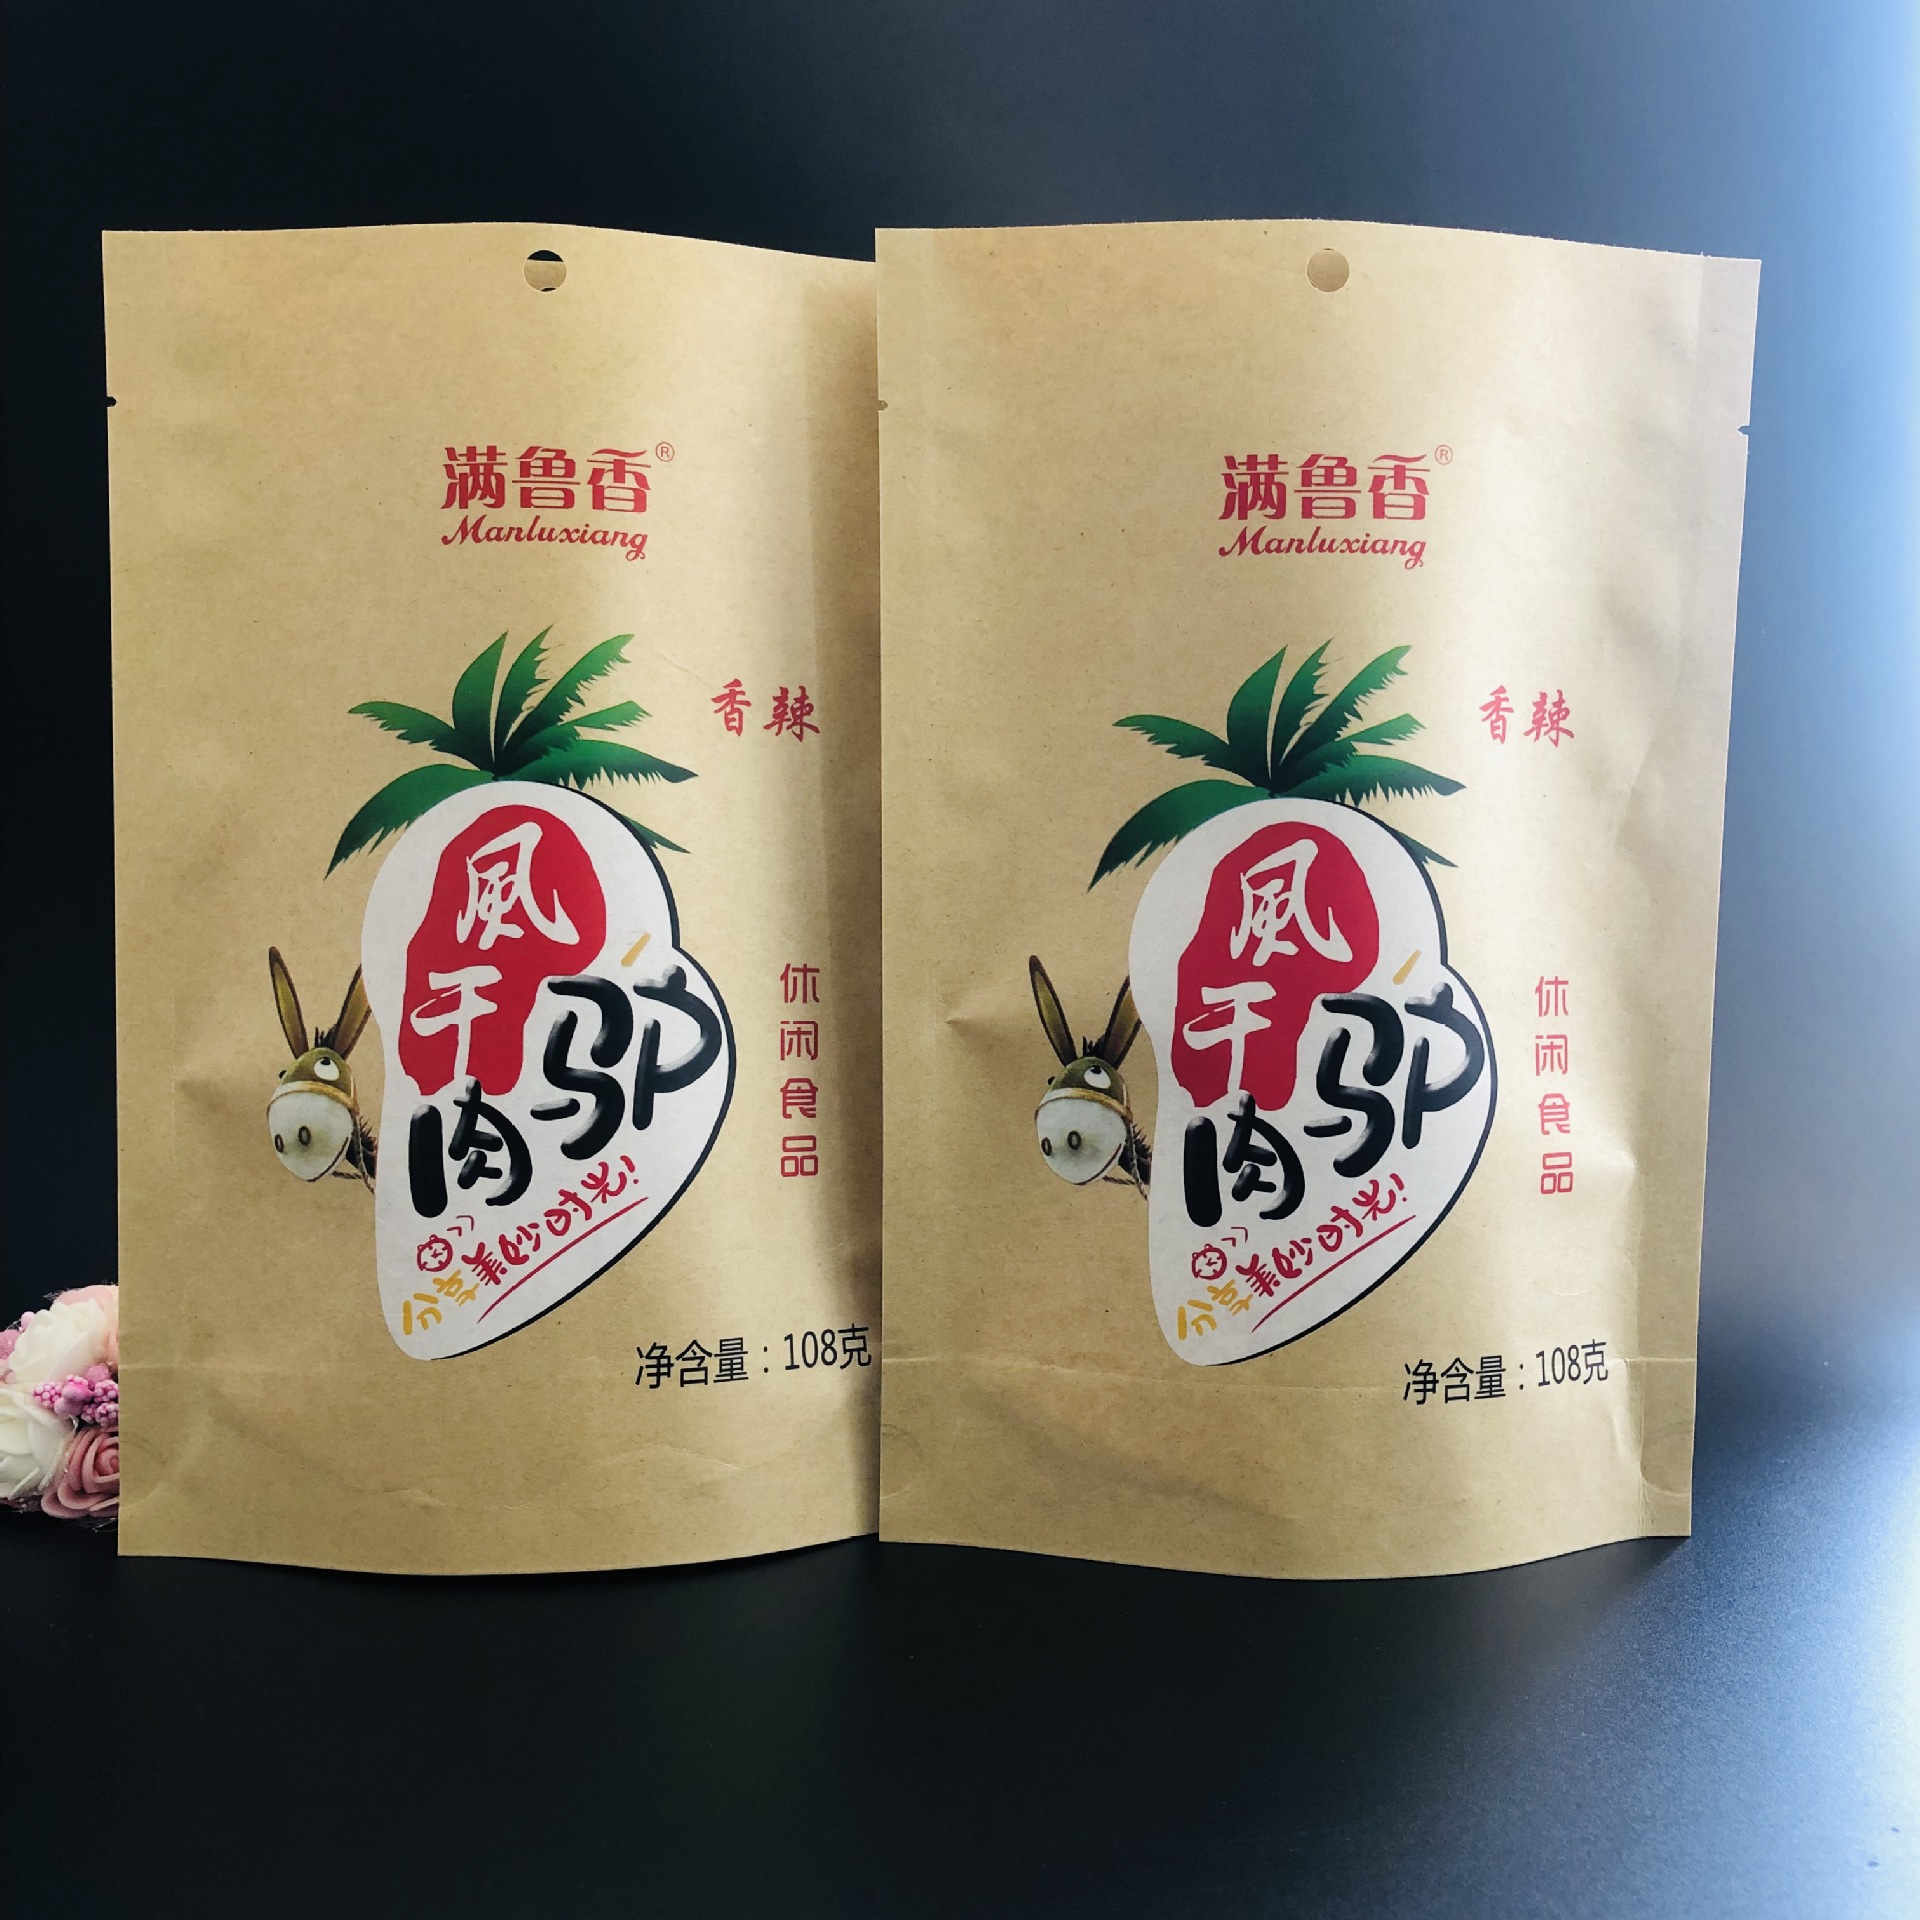 满鲁香®
Manluxiang
香辣
風干
驴肉
休闲食品
分享美妙时光!
净含量:108克
满鲁香®
Manluxiang
香辣
風干
驴肉
休闲食品
分享美妙时光!
净含量:108克